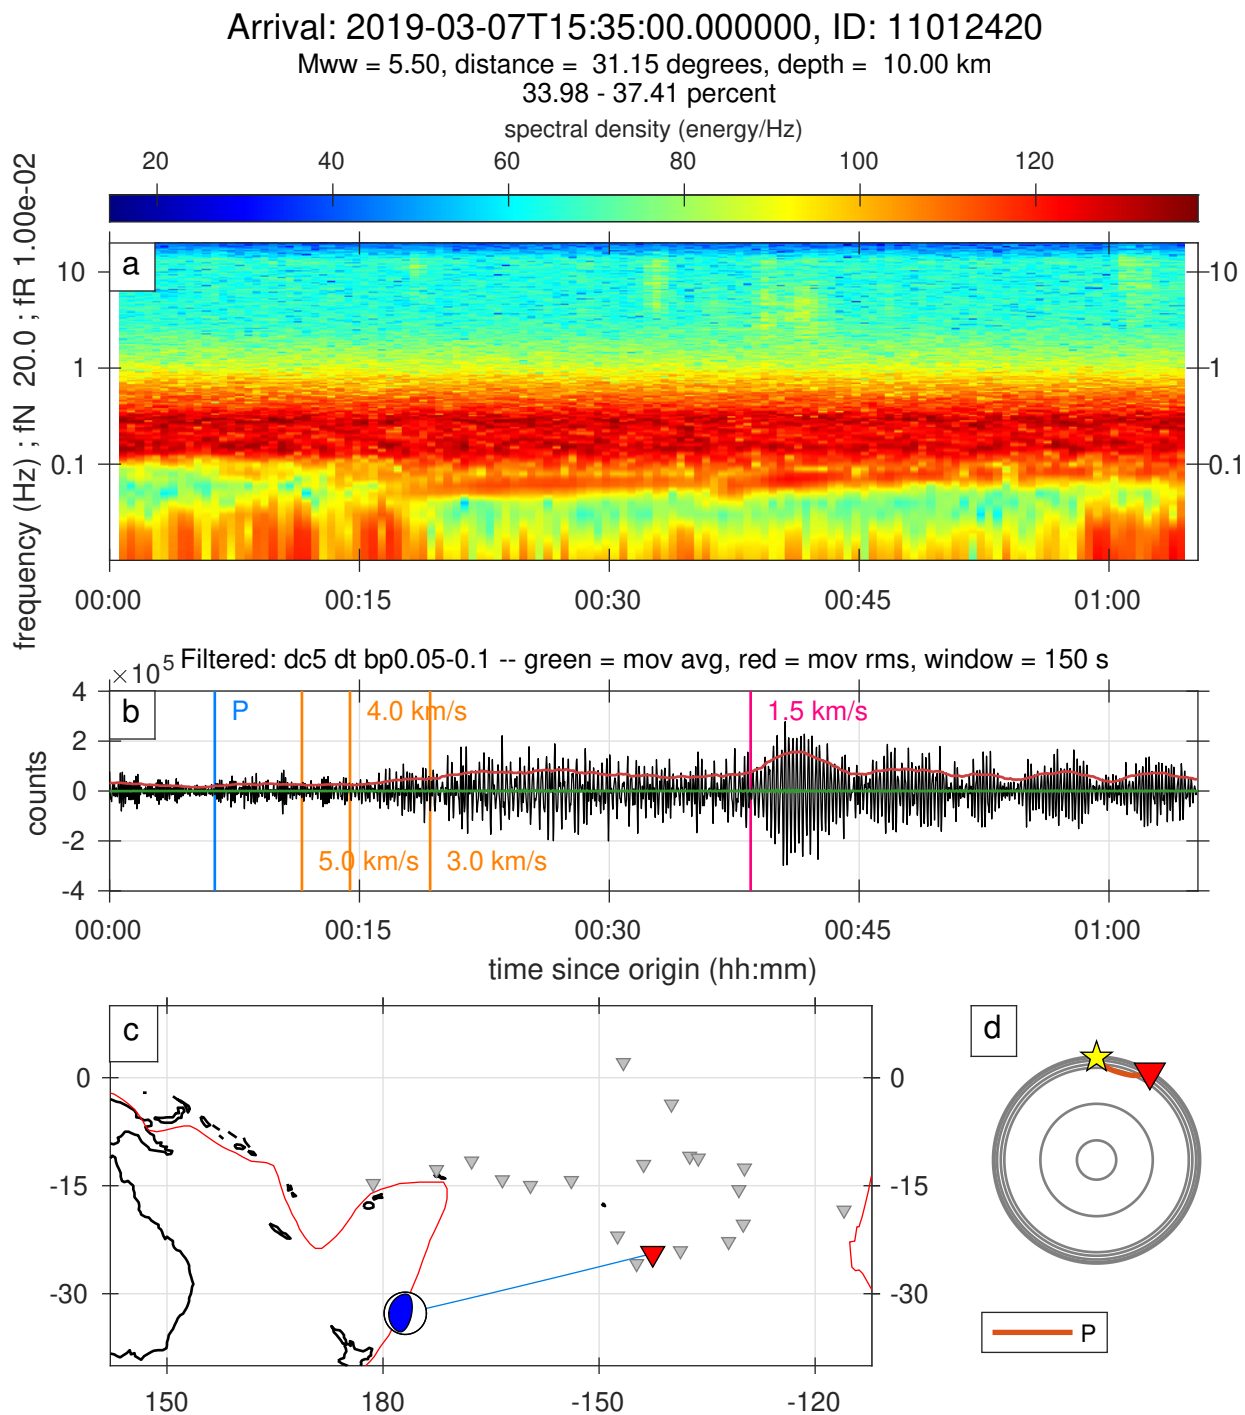 Arrival: 2019-03-07T15:35:00.000000, ID: 11012420
Mww = 5.50, distance = 31.15 degrees, depth = 10.00 km
33.98 - 37.41 percent
spectral density (energy/Hz)
20 40 60 80 100 120
frequency (Hz) ; fN 20.0 ; fR 1.00e-02
a
10 10
1 1
0.1 0.1
00:00 00:15 00:30 00:45 01:00
×10^5 Filtered: dc5 dt bp0.05-0.1 -- green = mov avg, red = mov rms, window = 150 s
counts
b
4
2
0
-2
-4
P 4.0 km/s 1.5 km/s
5.0 km/s 3.0 km/s
00:00 00:15 00:30 00:45 01:00
time since origin (hh:mm)
c
0 0
-15 -15
-30 -30
150 180 -150 -120
d
P